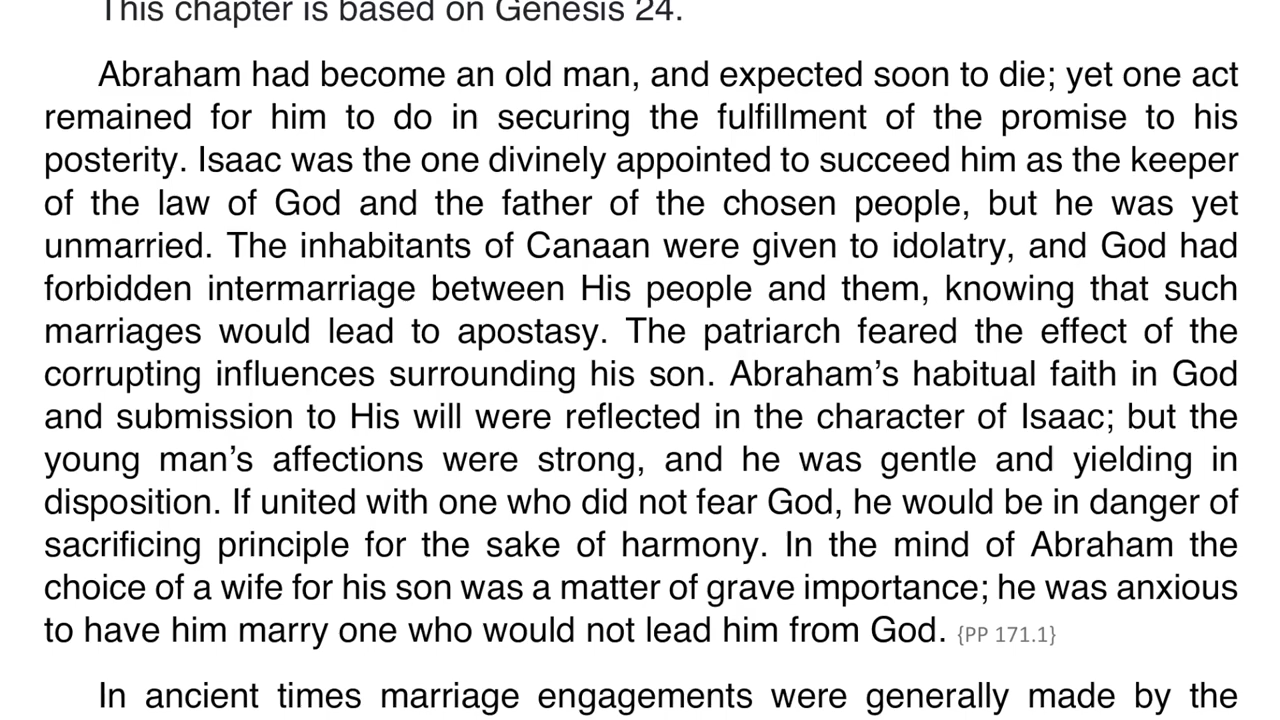 This chapter is based on Genesis 24.
Abraham had become an old man, and expected soon to die; yet one act
remained for him to do in securing the fulfillment of the promise to his
posterity. Isaac was the one divinely appointed to succeed him as the keeper
of the law of God and the father of the chosen people, but he was yet
unmarried. The inhabitants of Canaan were given to idolatry, and God had
forbidden intermarriage between His people and them, knowing that such
marriages would lead to apostasy. The patriarch feared the effect of the
corrupting influences surrounding his son. Abraham’s habitual faith in God
and submission to His will were reflected in the character of Isaac; but the
young man’s affections were strong, and he was gentle and yielding in
disposition. If united with one who did not fear God, he would be in danger of
sacrificing principle for the sake of harmony. In the mind of Abraham the
choice of a wife for his son was a matter of grave importance; he was anxious
to have him marry one who would not lead him from God. {PP 171.1}
In ancient times marriage engagements were generally made by the